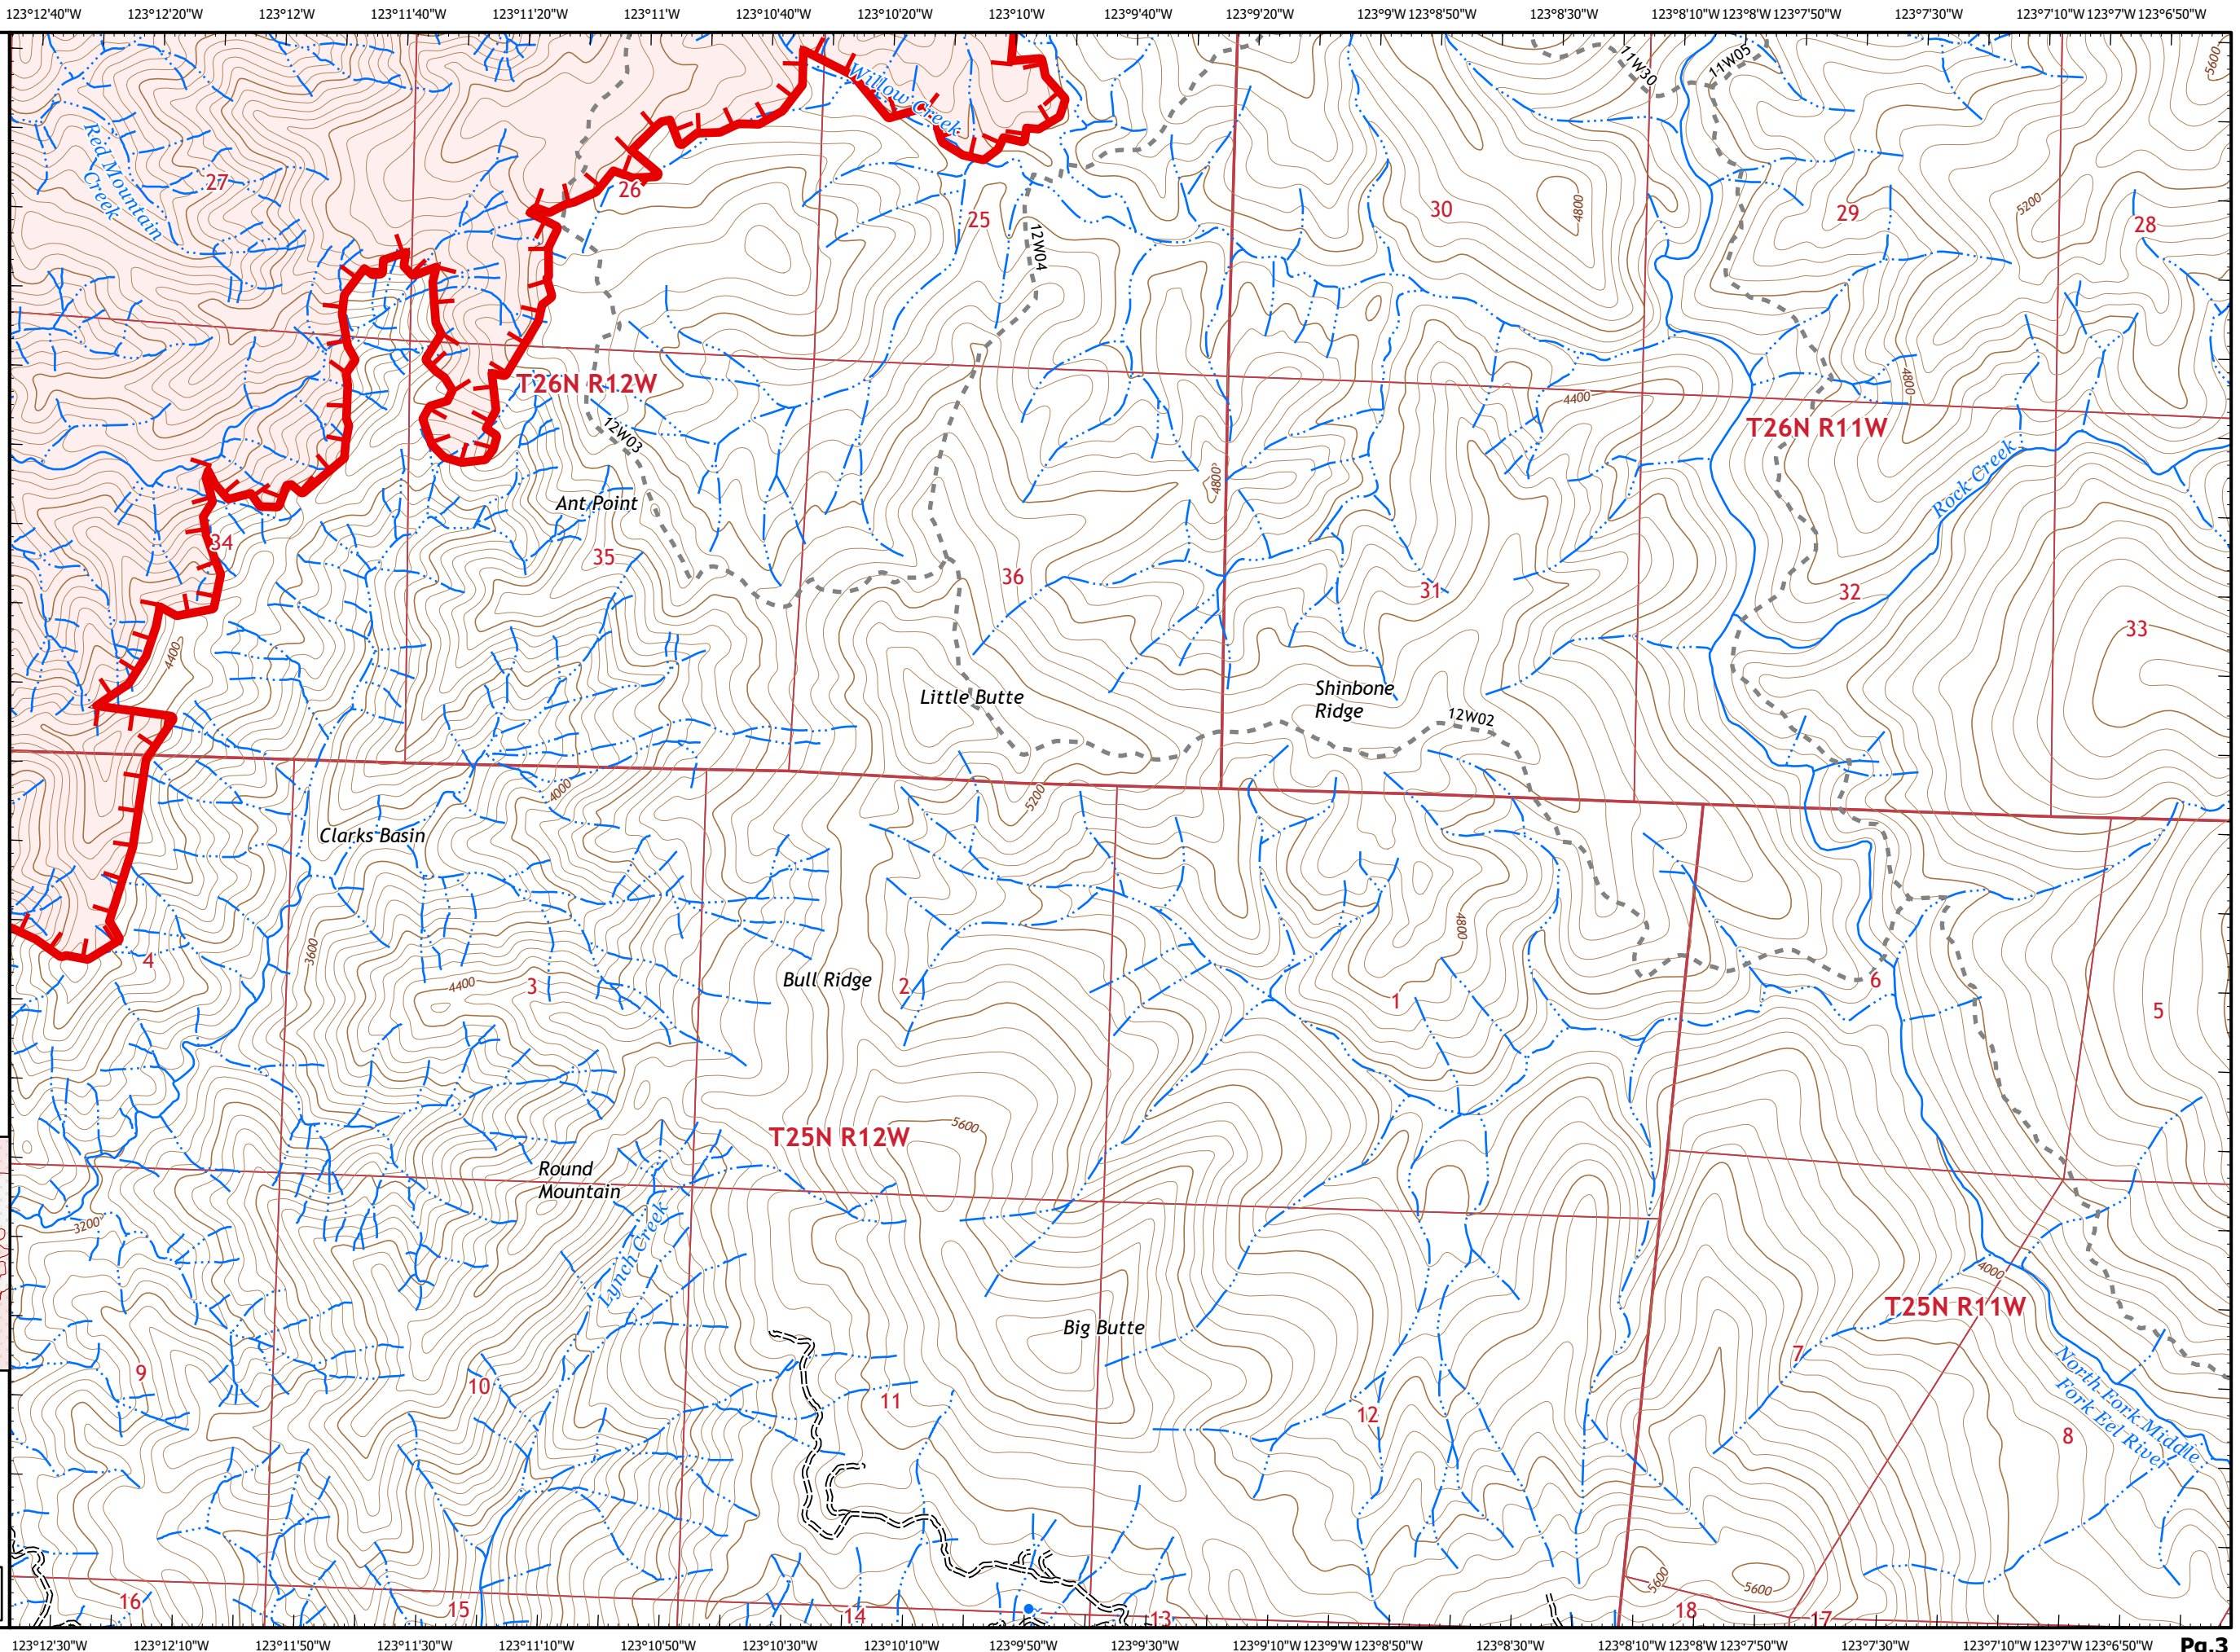 123°12'40"W 123°12'20"W 123°12'W 123°11'40"W 123°11'20"W 123°11'W 123°10'40"W 123°10'20"W 123°10'W 123°9'40"W 123°9'20"W 123°9'W 123°8'50"W 123°8'30"W 123°8'10"W 123°8'W 123°7'50"W 123°7'30"W 123°7'10"W 123°7'W 123°6'50"W
11W30
11W05
5600
Willow Creek
Red Mountain
Creek
27
26
25
30
4800
29
5200
28
12W04
T26N R12W
4400
4800
T26N R11W
12W03
4800
Rock Creek
Ant Point
34
35
36
31
32
33
4400
Little Butte
Shinbone
Ridge
12W02
4000
5200
Clarks Basin
3600
4800
4
4400
3
Bull Ridge
2
1
6
5
5600
T25N R12W
Round
Mountain
3200
Lynch Creek
4000
T25N R11W
Big Butte
7
North Fork Middle
Fork Eel River
9
10
11
12
8
5600
5600
16
15
14
13
18
17
123°12'30"W 123°12'10"W 123°11'50"W 123°11'30"W 123°11'10"W 123°10'50"W 123°10'30"W 123°10'10"W 123°9'50"W 123°9'30"W 123°9'10"W 123°9'W 123°8'50"W 123°8'30"W 123°8'10"W 123°8'W 123°7'50"W 123°7'30"W 123°7'10"W 123°7'W 123°6'50"W
Pg.3